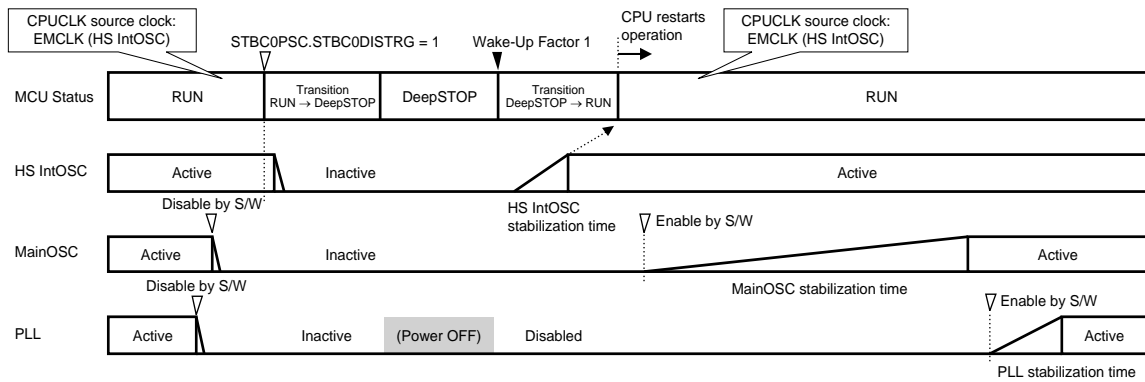 CPUCLK source clock:
EMCLK (HS IntOSC)
STBC0PSC.STBC0DISTRG = 1
Wake-Up Factor 1
CPU restarts
operation
CPUCLK source clock:
EMCLK (HS IntOSC)
MCU Status
RUN
Transition
RUN → DeepSTOP
DeepSTOP
Transition
DeepSTOP → RUN
RUN
HS IntOSC
Active
Inactive
HS IntOSC
stabilization time
Active
Disable by S/W
Enable by S/W
MainOSC
Active
Inactive
MainOSC stabilization time
Active
Disable by S/W
Enable by S/W
PLL
Active
Inactive
(Power OFF)
Disabled
Active
PLL stabilization time